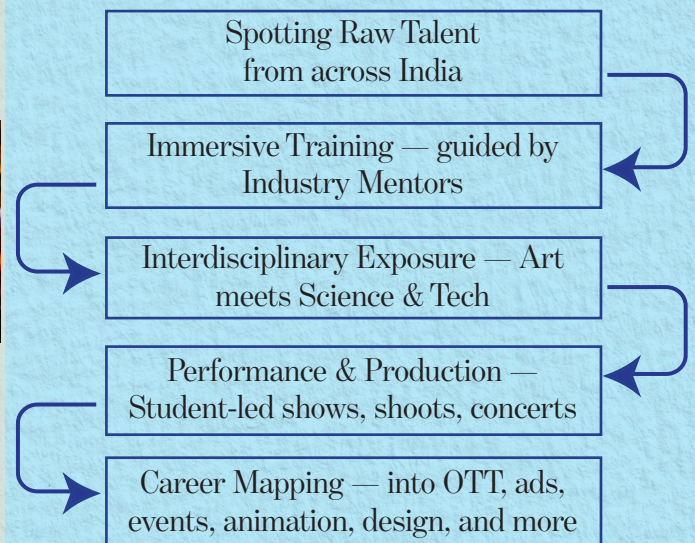 Spotting Raw Talent
from across India
Immersive Training — guided by
Industry Mentors
Interdisciplinary Exposure — Art
meets Science & Tech
Performance & Production —
Student-led shows, shoots, concerts
Career Mapping — into OTT, ads,
events, animation, design, and more